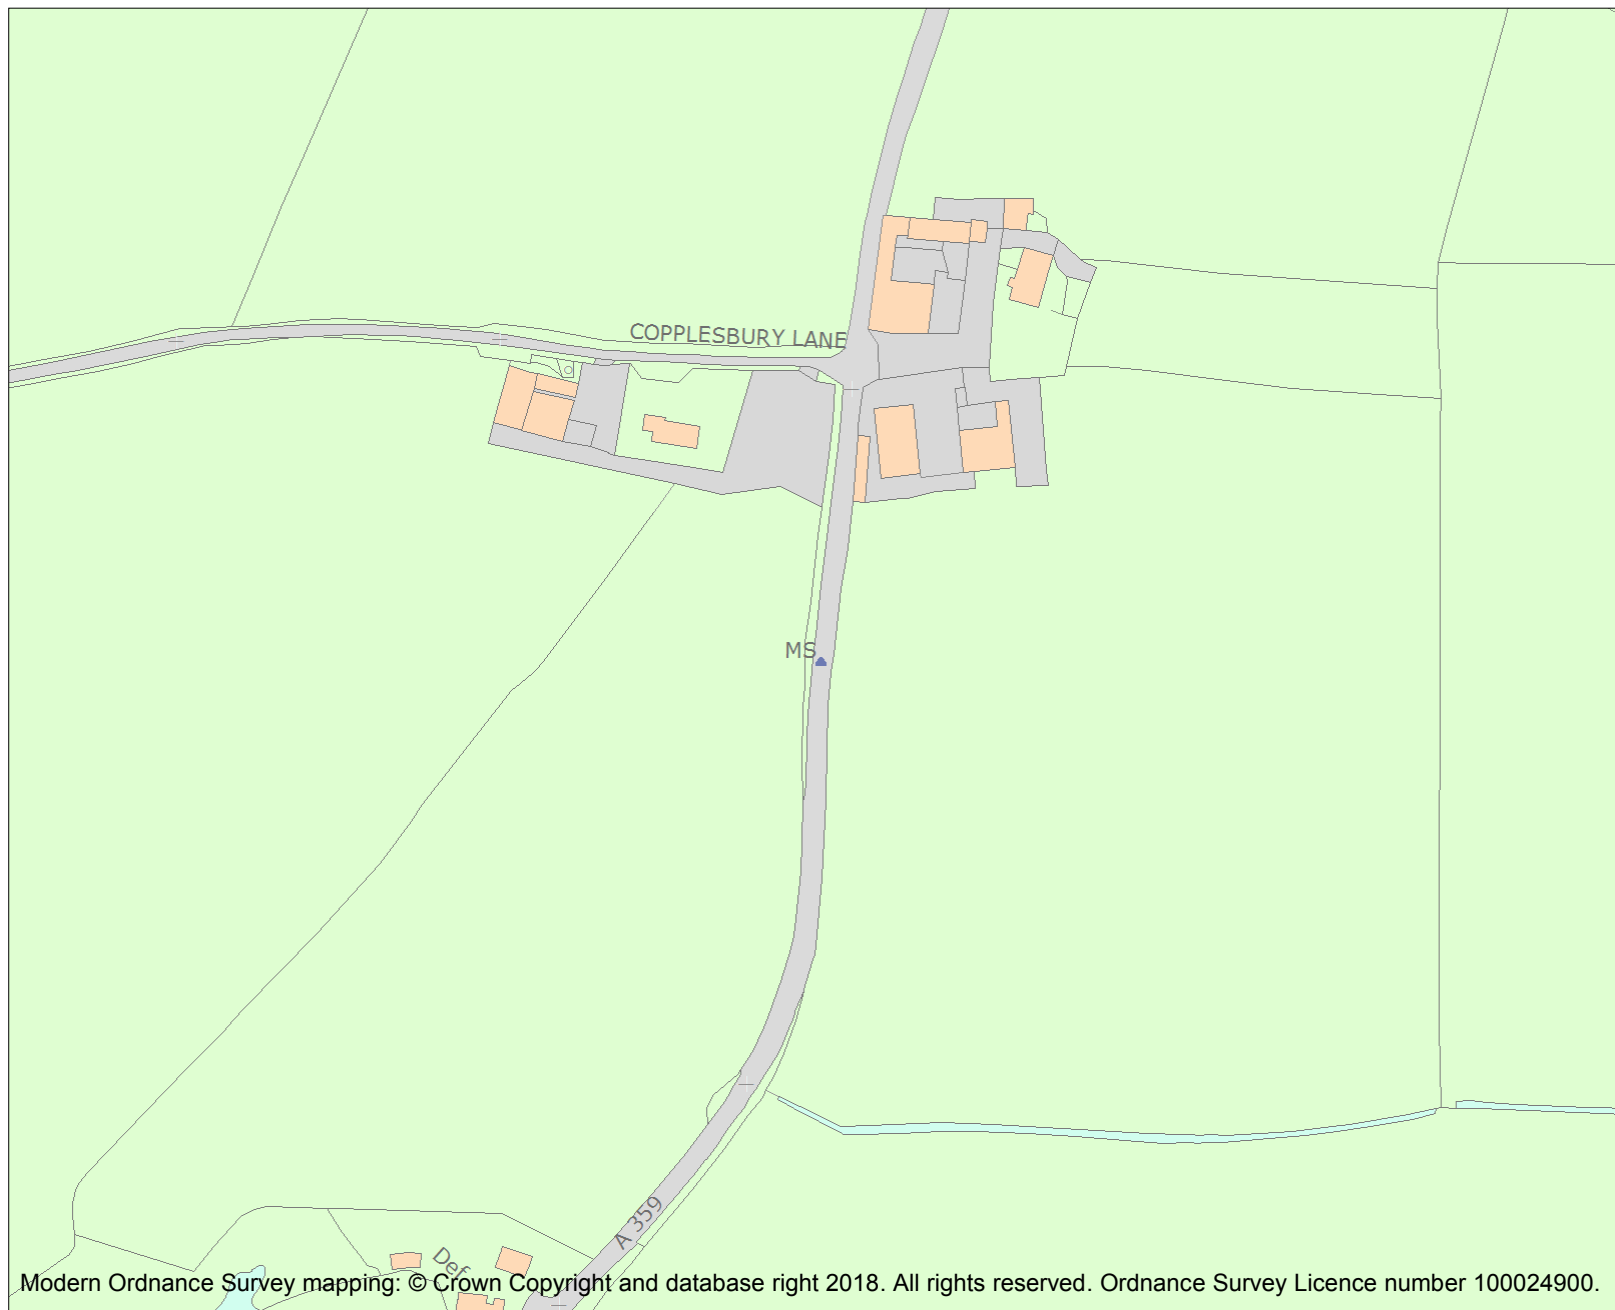 COPPLESBURY LANE
MS
A 359
Def
Modern Ordnance Survey mapping: © Crown Copyright and database right 2018. All rights reserved. Ordnance Survey Licence number 100024900.